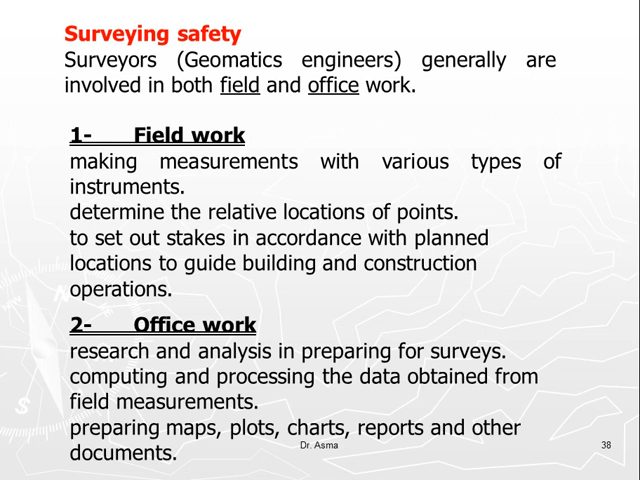 Surveying safety
Surveyors (Geomatics engineers) generally are
involved in both field and office work.
1- Field work
making measurements with various types of
instruments.
determine the relative locations of points.
to set out stakes in accordance with planned
locations to guide building and construction
operations.
2- Office work
research and analysis in preparing for surveys.
computing and processing the data obtained from
field measurements.
preparing maps, plots, charts, reports and other
documents.
Dr. Asma
38
N
S